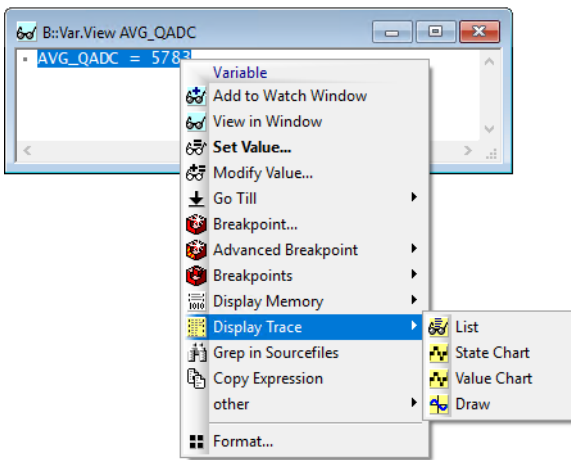 B::Var.View AVG_QADC
AVG_QADC = 5783
Variable
Add to Watch Window
View in Window
Set Value...
Modify Value...
Go Till
Breakpoint...
Advanced Breakpoint
Breakpoints
Display Memory
Display Trace
List
Grep in Sourcefiles
State Chart
Copy Expression
Value Chart
other
Draw
Format...